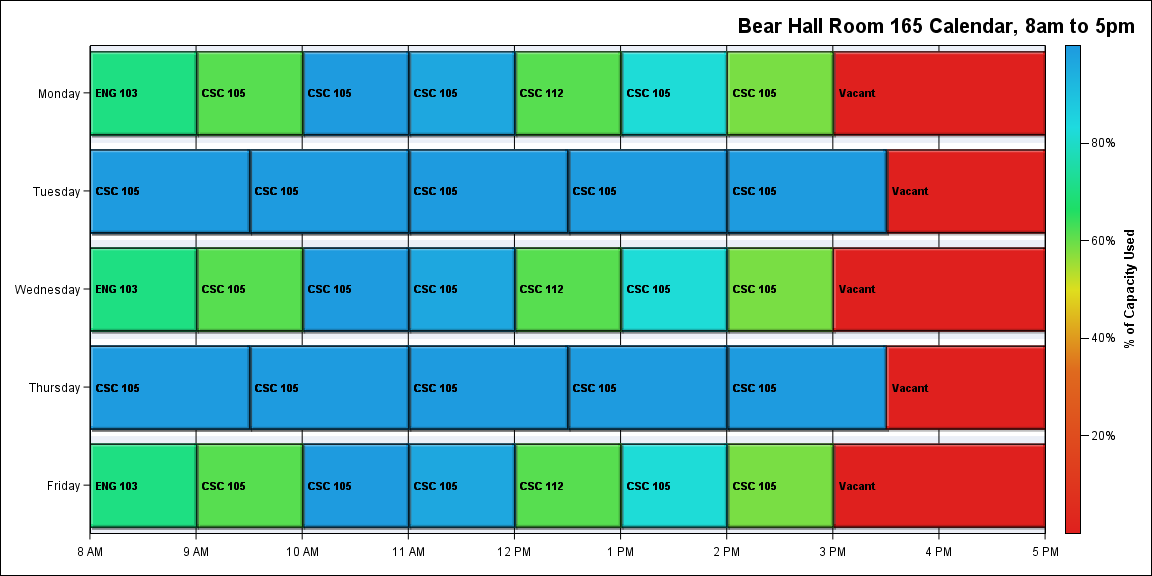 Bear Hall Room 165 Calendar, 8am to 5pm
Monday
ENG 103
CSC 105
CSC 105
CSC 105
CSC 112
CSC 105
CSC 105
Vacant
Tuesday
CSC 105
CSC 105
CSC 105
CSC 105
CSC 105
Vacant
Wednesday
ENG 103
CSC 105
CSC 105
CSC 105
CSC 112
CSC 105
CSC 105
Vacant
Thursday
CSC 105
CSC 105
CSC 105
CSC 105
CSC 105
Vacant
Friday
ENG 103
CSC 105
CSC 105
CSC 105
CSC 112
CSC 105
CSC 105
Vacant
8 AM
9 AM
10 AM
11 AM
12 PM
1 PM
2 PM
3 PM
4 PM
5 PM
80%
60%
40%
20%
% of Capacity Used